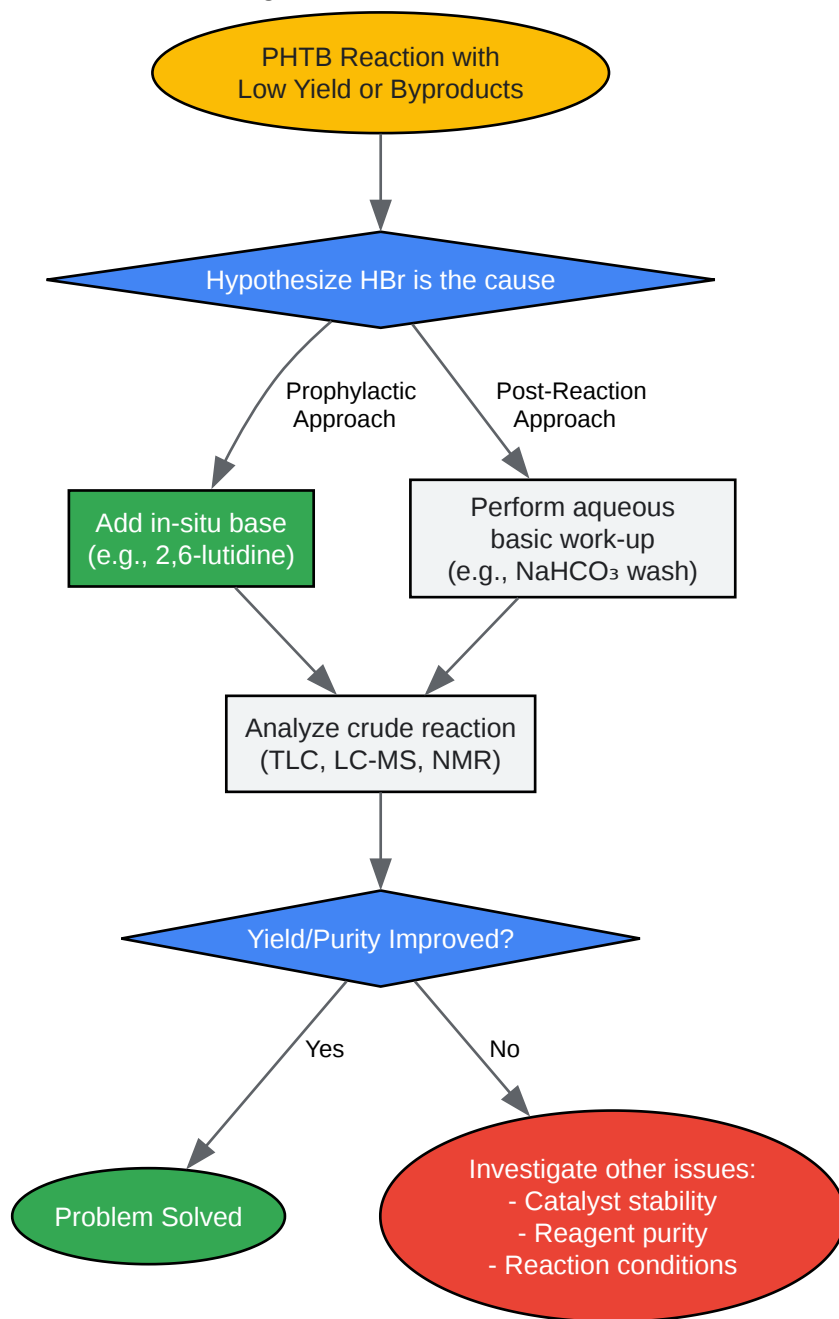 PHTB Reaction with
Low Yield or Byproducts
Hypothesize HBr is the cause
Prophylactic
Approach
Post-Reaction
Approach
Add in-situ base
(e.g., 2,6-lutidine)
Perform aqueous
basic work-up
(e.g., NaHCO₃ wash)
Analyze crude reaction
(TLC, LC-MS, NMR)
Yield/Purity Improved?
Yes
No
Problem Solved
Investigate other issues:
- Catalyst stability
- Reagent purity
- Reaction conditions